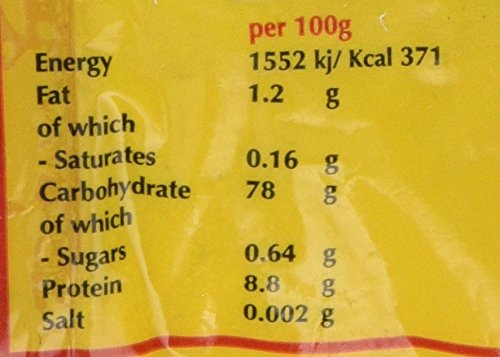 per 100g
Energy 1552 kj/ Kcal 371
Fat 1.2 g
of which
- Saturates 0.16 g
Carbohydrate 78 g
of which
- Sugars 0.64 g
Protein 8.8 g
Salt 0.002 g